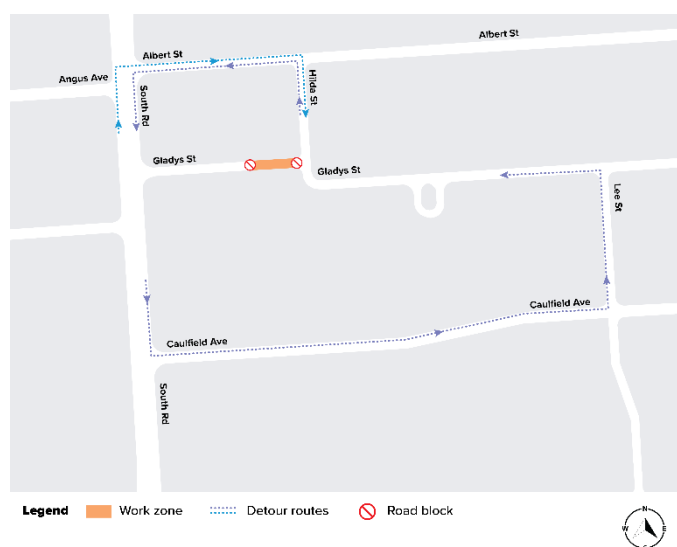 Albert St
Albert St
Angus Ave
Hilda St
South Rd
Gladys St
Gladys St
Lee St
Caulfield Ave
Caulfield Ave
South Rd
Legend
Work zone
Detour routes
Road block
N
W
E
S